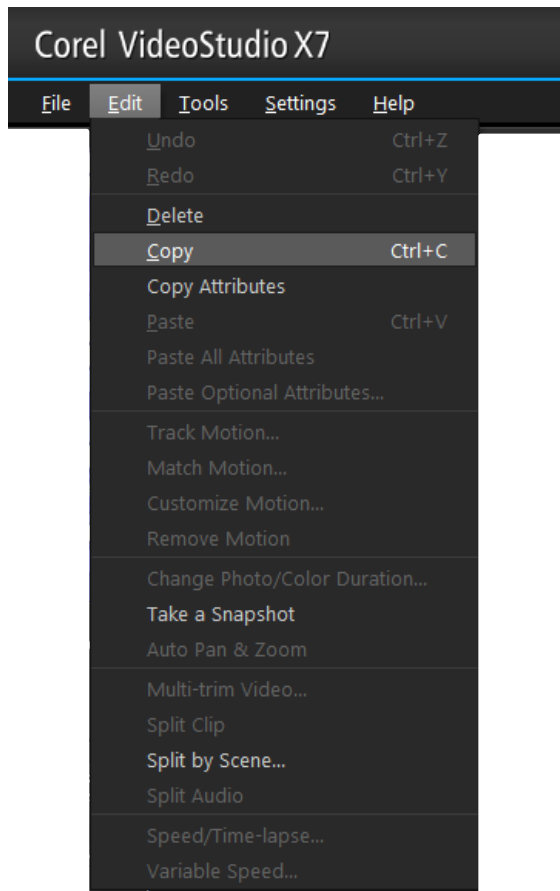 Corel VideoStudio X7
File Edit Tools Settings Help
Undo Ctrl+Z
Redo Ctrl+Y
Delete
Copy Ctrl+C
Copy Attributes
Paste Ctrl+V
Paste All Attributes
Paste Optional Attributes...
Track Motion...
Match Motion...
Customize Motion...
Remove Motion
Change Photo/Color Duration...
Take a Snapshot
Auto Pan & Zoom
Multi-trim Video...
Split Clip
Split by Scene...
Split Audio
Speed/Time-lapse...
Variable Speed...